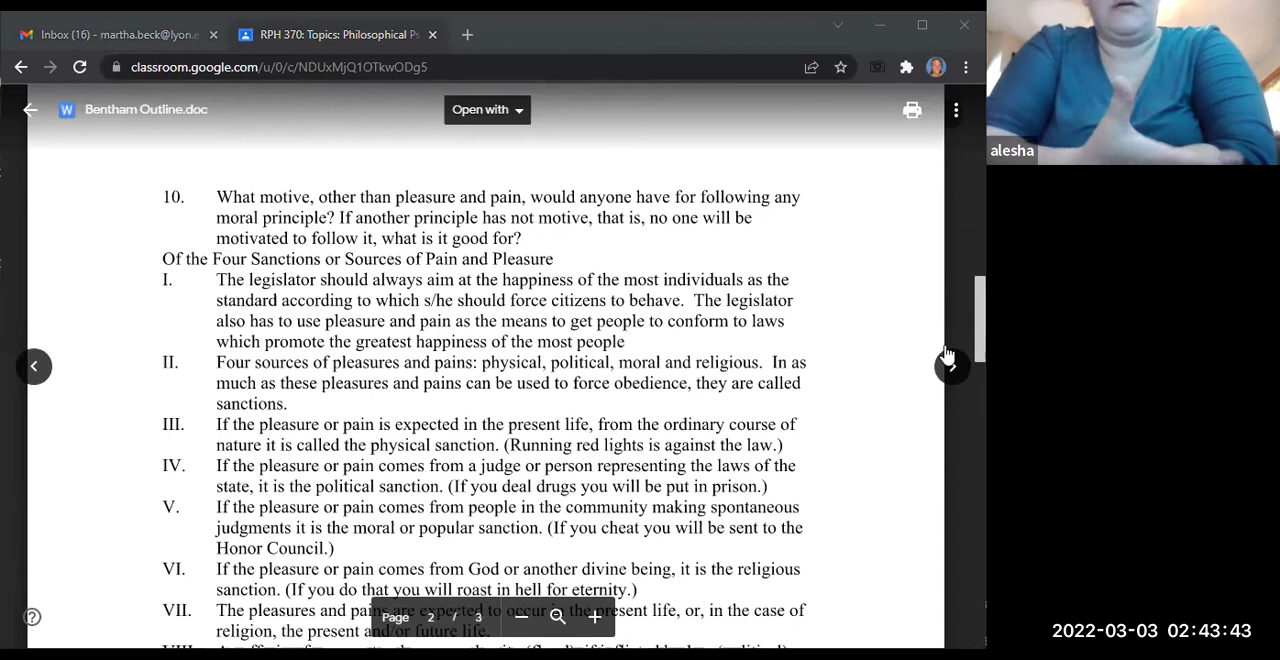 Inbox (16) - martha.beck@lyon.e
RPH 370: Topics: Philosophical Ps
classroom.google.com/u/0/c/NDUxMjQ1OTkwODg5
Bentham Outline.doc
Open with
alesha
10. What motive, other than pleasure and pain, would anyone have for following any
moral principle? If another principle has not motive, that is, no one will be
motivated to follow it, what is it good for?
Of the Four Sanctions or Sources of Pain and Pleasure
I. The legislator should always aim at the happiness of the most individuals as the
standard according to which s/he should force citizens to behave. The legislator
also has to use pleasure and pain as the means to get people to conform to laws
which promote the greatest happiness of the most people
II. Four sources of pleasures and pains: physical, political, moral and religious. In as
much as these pleasures and pains can be used to force obedience, they are called
sanctions.
III. If the pleasure or pain is expected in the present life, from the ordinary course of
nature it is called the physical sanction. (Running red lights is against the law.)
IV. If the pleasure or pain comes from a judge or person representing the laws of the
state, it is the political sanction. (If you deal drugs you will be put in prison.)
V. If the pleasure or pain comes from people in the community making spontaneous
judgments it is the moral or popular sanction. (If you cheat you will be sent to the
Honor Council.)
VI. If the pleasure or pain comes from God or another divine being, it is the religious
sanction. (If you do that you will roast in hell for eternity.)
VII. The pleasures and pains are expected to occur in the present life, or, in the case of
religion, the present and/or future life.
Page 2 / 3
2022-03-03 02:43:43